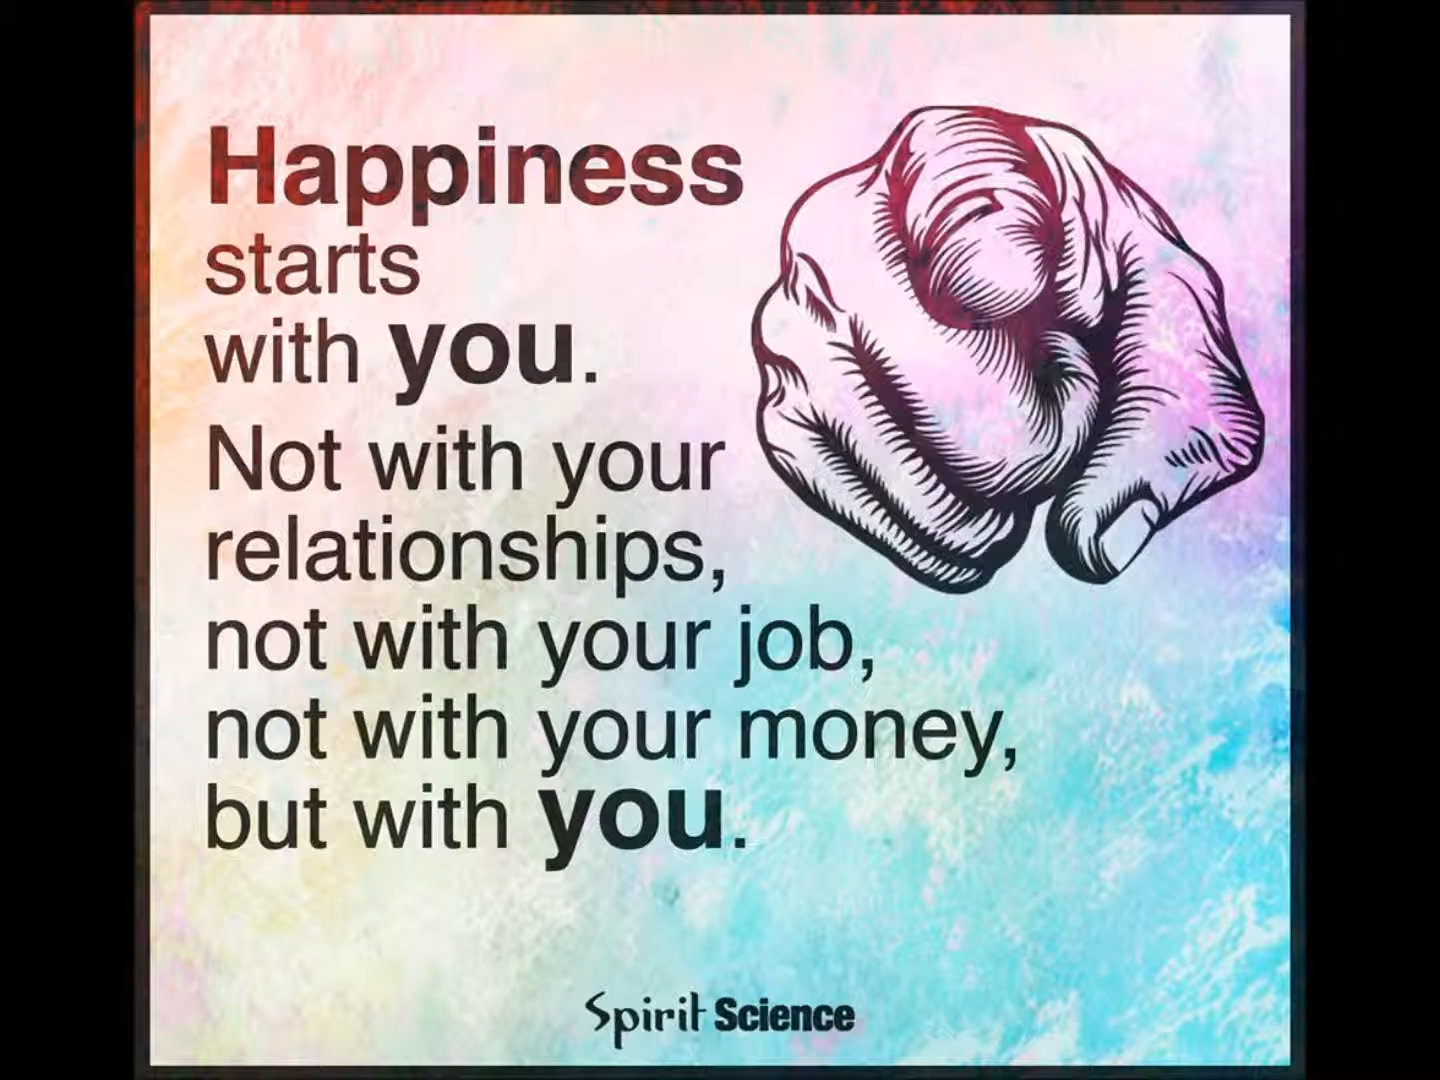 Happiness
starts
with you.
Not with your
relationships,
not with your job,
not with your money,
but with you.
Spirit Science